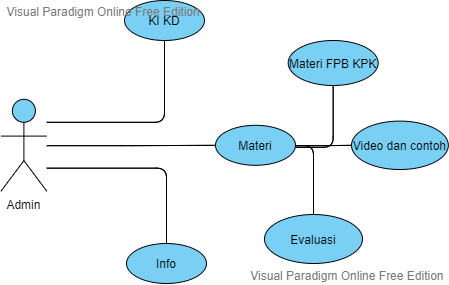 Visual Paradigm Online Free Edition
KI KD
Materi FPB KPK
Materi
Video dan contoh
Admin
Evaluasi
Info
Visual Paradigm Online Free Edition